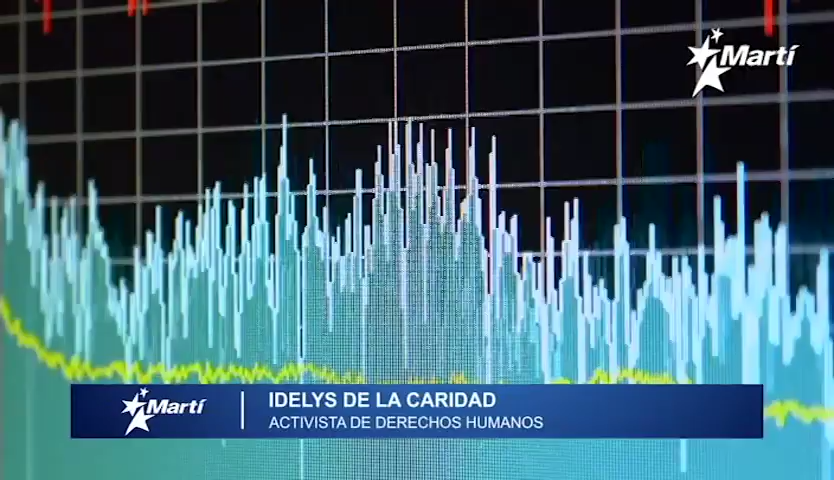 Martí
Martí
IDELYS DE LA CARIDAD
ACTIVISTA DE DERECHOS HUMANOS